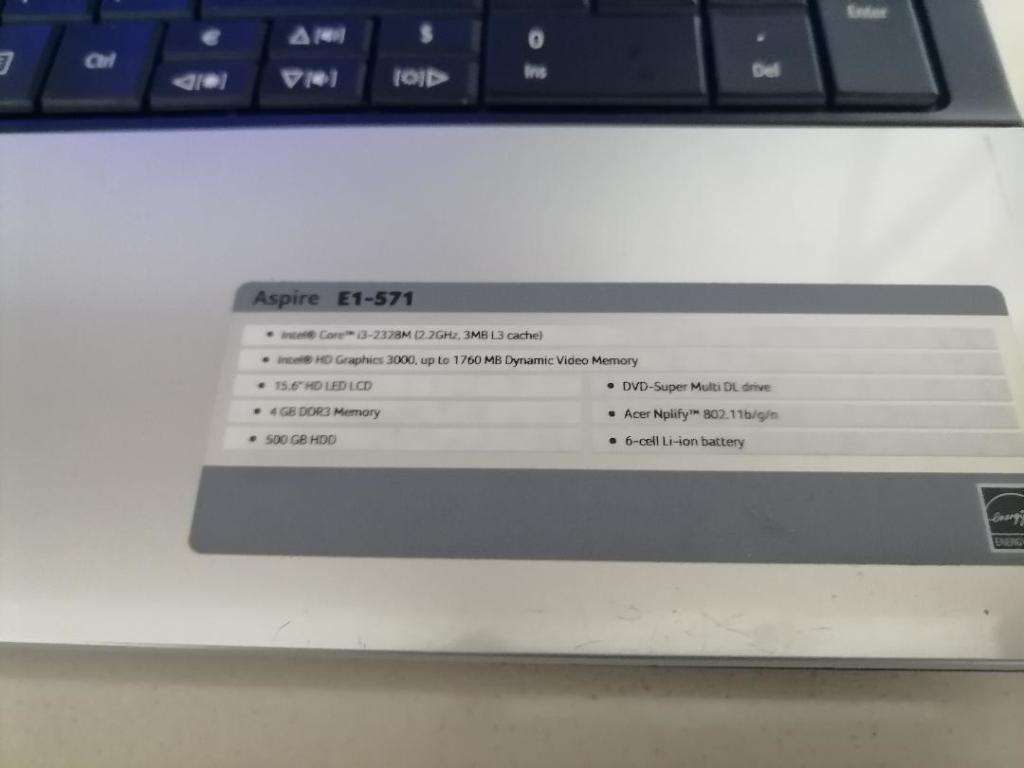 Enter
Ctrl
€
$
0
Ins
.
Del
Aspire E1-571
• Intel® Core™ i3-2328M (2.2GHz, 3MB L3 cache)
• Intel® HD Graphics 3000, up to 1760 MB Dynamic Video Memory
• 15.6" HD LED LCD
• DVD-Super Multi DL drive
• 4 GB DDR3 Memory
• Acer Nplify™ 802.11b/g/n
• 500 GB HDD
• 6-cell Li-ion battery
energy
ENERGY